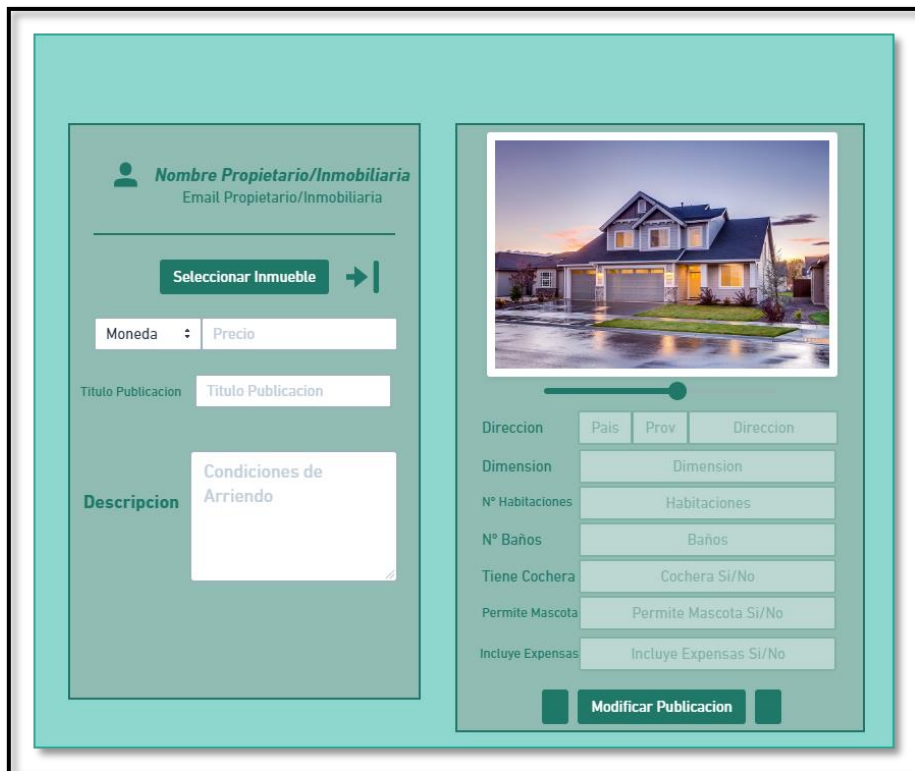 Nombre Propietario/Inmobiliaria
Email Propietario/Inmobiliaria
Seleccionar Inmueble
Moneda Precio
Titulo Publicacion Titulo Publicacion
Descripcion
Condiciones de
Arriendo
Direccion Pais Prov Direccion
Dimension Dimension
Nº Habitaciones Habitaciones
Nº Baños Baños
Tiene Cochera Cochera Si/No
Permite Mascota Permite Mascota Si/No
Incluye Expensas Incluye Expensas Si/No
Modificar Publicacion